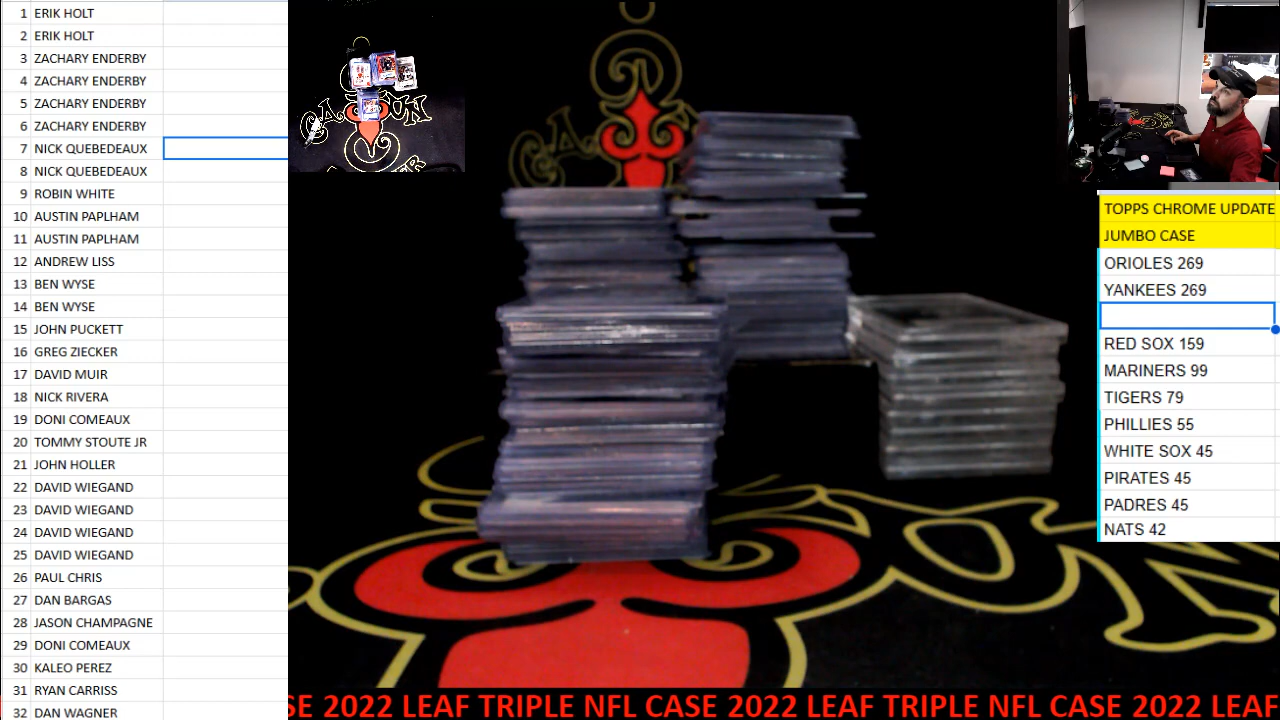 1 ERIK HOLT
2 ERIK HOLT
3 ZACHARY ENDERBY
4 ZACHARY ENDERBY
5 ZACHARY ENDERBY
6 ZACHARY ENDERBY
7 NICK QUEBEDEAUX
8 NICK QUEBEDEAUX
9 ROBIN WHITE
10 AUSTIN PAPLHAM
11 AUSTIN PAPLHAM
12 ANDREW LISS
13 BEN WYSE
14 BEN WYSE
15 JOHN PUCKETT
16 GREG ZIECKER
17 DAVID MUIR
18 NICK RIVERA
19 DONI COMEAUX
20 TOMMY STOUTE JR
21 JOHN HOLLER
22 DAVID WIEGAND
23 DAVID WIEGAND
24 DAVID WIEGAND
25 DAVID WIEGAND
26 PAUL CHRIS
27 DAN BARGAS
28 JASON CHAMPAGNE
29 DONI COMEAUX
30 KALEO PEREZ
31 RYAN CARRISS
32 DAN WAGNER
TOPPS CHROME UPDATE
JUMBO CASE
ORIOLES 269
YANKEES 269
RED SOX 159
MARINERS 99
TIGERS 79
PHILLIES 55
WHITE SOX 45
PIRATES 45
PADRES 45
NATS 42
SE 2022 LEAF TRIPLE NFL CASE 2022 LEAF TRIPLE NFL CASE 2022 LEAF